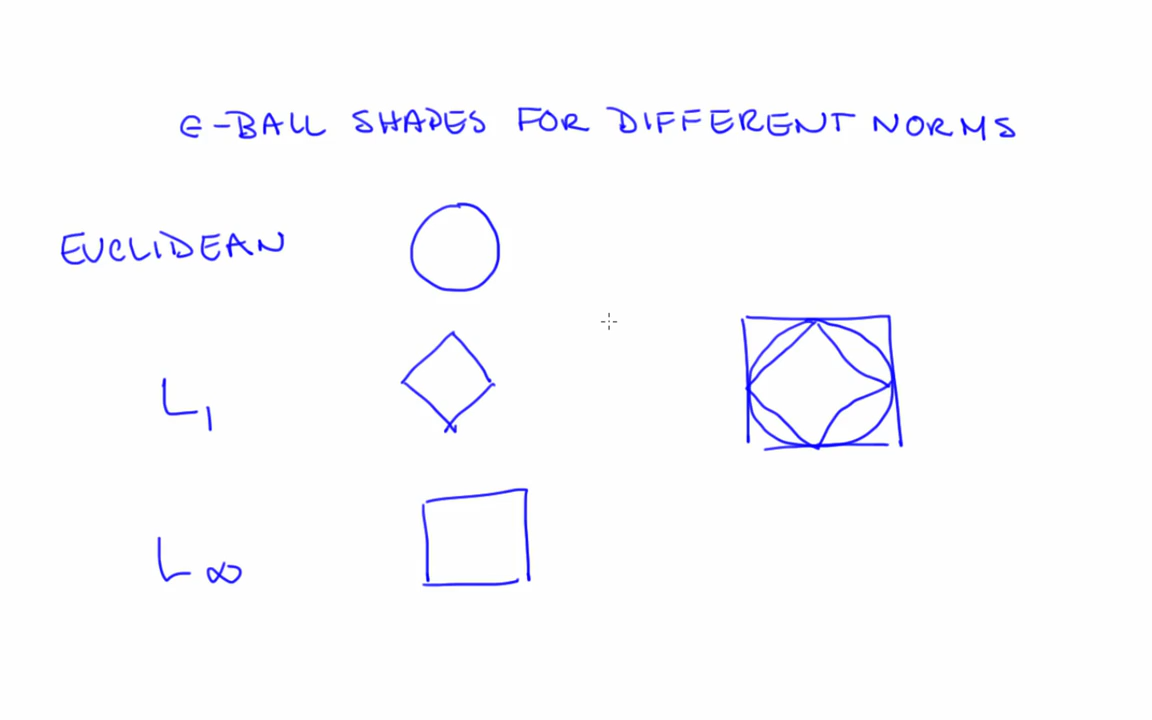 ϵ-BALL SHAPES FOR DIFFERENT NORMS
EUCLIDEAN
L₁
L∞